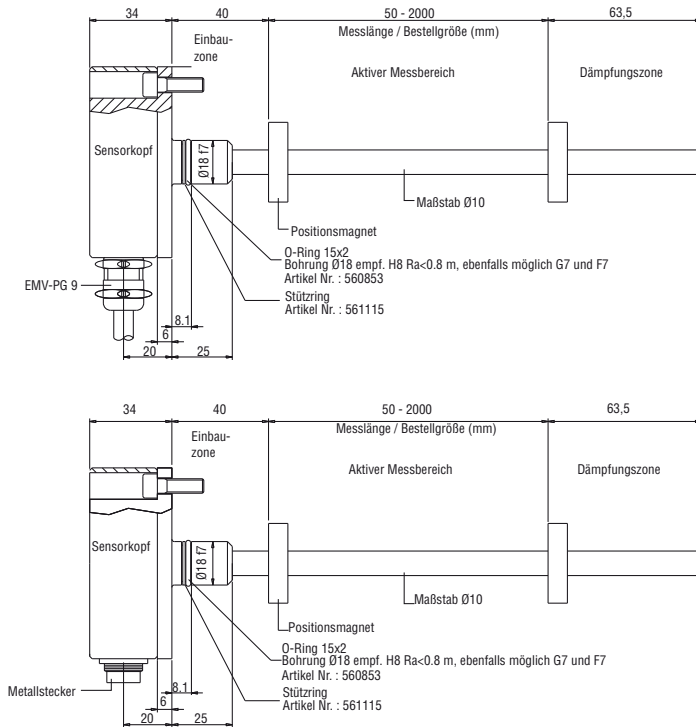 34
40
50 - 2000
63,5
Einbau-
zone
Messlänge / Bestellgröße (mm)
Aktiver Messbereich
Dämpfungszone
Sensorkopf
Ø18 f7
Maßstab Ø10
Positionsmagnet
O-Ring 15x2
Bohrung Ø18 empf. H8 Ra<0.8 m, ebenfalls möglich G7 und F7
Artikel Nr. : 560853
EMV-PG 9
Stützring
Artikel Nr. : 561115
8.1
6
20
25
34
40
50 - 2000
63,5
Einbau-
zone
Messlänge / Bestellgröße (mm)
Aktiver Messbereich
Dämpfungszone
Sensorkopf
Ø18 f7
Maßstab Ø10
Positionsmagnet
O-Ring 15x2
Bohrung Ø18 empf. H8 Ra<0.8 m, ebenfalls möglich G7 und F7
Artikel Nr. : 560853
Metallstecker
Stützring
Artikel Nr. : 561115
8.1
6
20
25